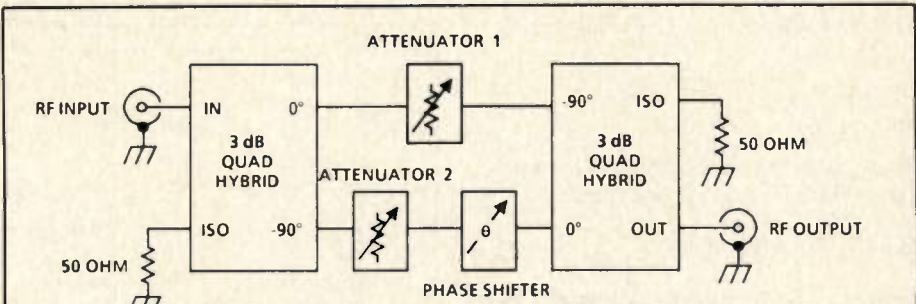 ATTENUATOR 1
RF INPUT
IN
0°
-90°
ISO
3 dB
QUAD
HYBRID
3 dB
QUAD
HYBRID
50 OHM
ATTENUATOR 2
ISO
-90°
θ
0°
OUT
RF OUTPUT
50 OHM
PHASE SHIFTER